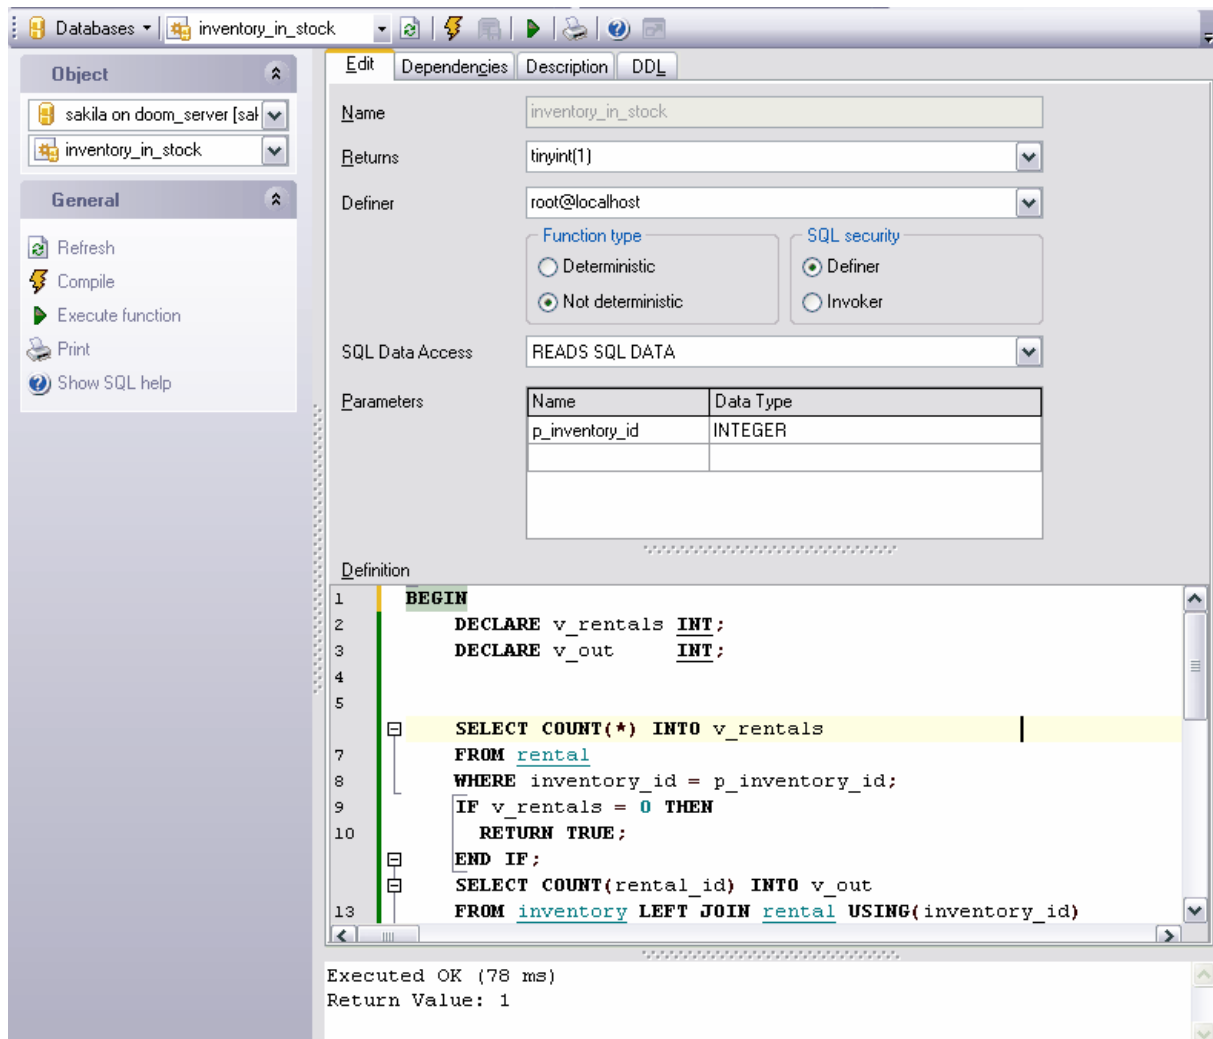 Databases inventory_in_stock
Object
sakila on doom_server [sal
inventory_in_stock
General
Refresh
Compile
Execute function
Print
Show SQL help
Edit Dependencies Description DDL
Name inventory_in_stock
Returns tinyint(1)
Definer root@localhost
Function type SQL security
Deterministic Definer
Not deterministic Invoker
SQL Data Access READS SQL DATA
Parameters Name Data Type
p_inventory_id INTEGER
Definition
1 BEGIN
2 DECLARE v_rentals INT;
3 DECLARE v_out INT;
4
5
SELECT COUNT(*) INTO v_rentals
7 FROM rental
8 WHERE inventory_id = p_inventory_id;
9 IF v_rentals = 0 THEN
10 RETURN TRUE;
END IF;
SELECT COUNT(rental_id) INTO v_out
13 FROM inventory LEFT JOIN rental USING(inventory_id)
Executed OK (78 ms)
Return Value: 1